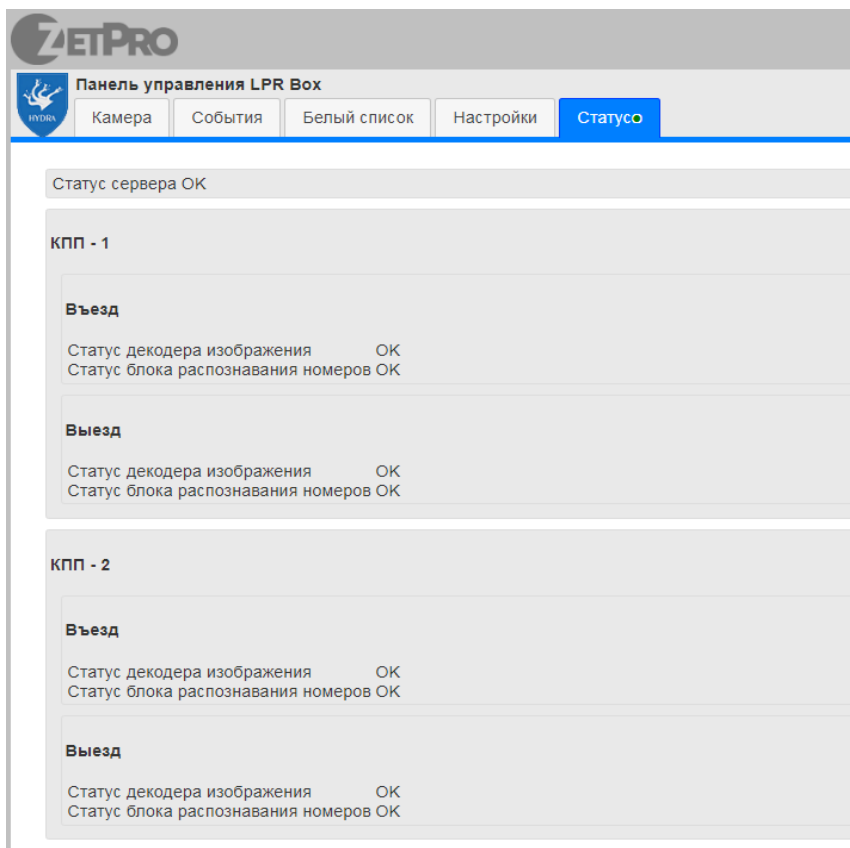 ZETPRO
HYDRA
Панель управления LPR Box
Камера События Белый список Настройки Статус
Статус сервера OK
КПП - 1
Въезд
Статус декодера изображения OK
Статус блока распознавания номеров OK
Выезд
Статус декодера изображения OK
Статус блока распознавания номеров OK
КПП - 2
Въезд
Статус декодера изображения OK
Статус блока распознавания номеров OK
Выезд
Статус декодера изображения OK
Статус блока распознавания номеров OK